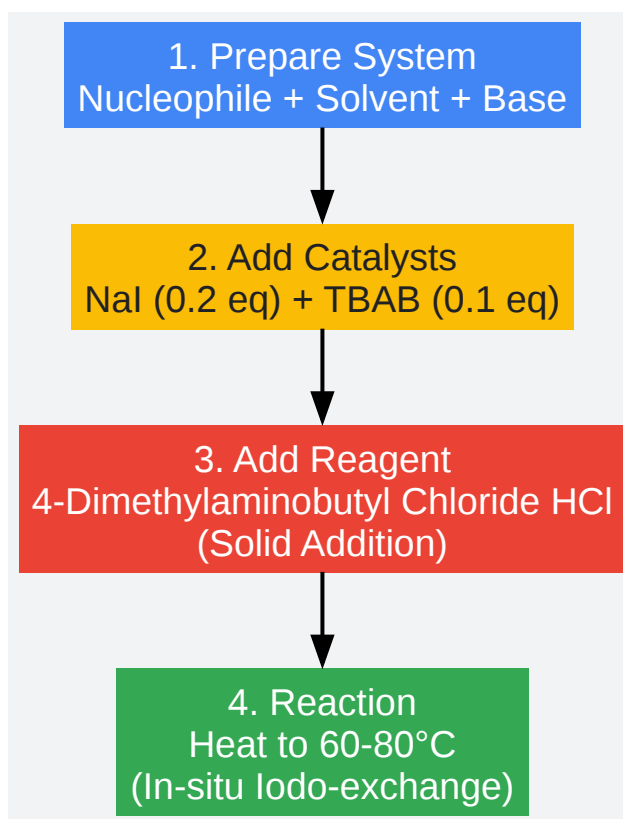 1. Prepare System
Nucleophile + Solvent + Base
2. Add Catalysts
NaI (0.2 eq) + TBAB (0.1 eq)
3. Add Reagent
4-Dimethylaminobutyl Chloride HCl
(Solid Addition)
4. Reaction
Heat to 60-80°C
(In-situ Iodo-exchange)